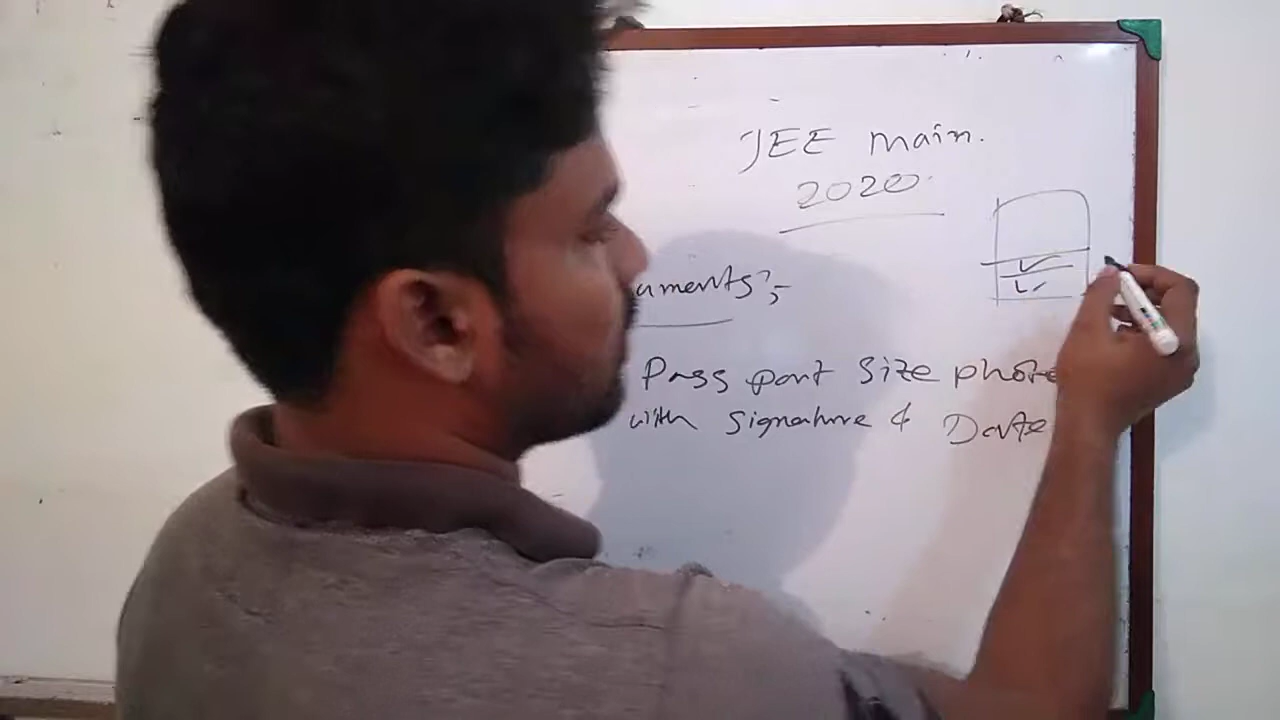 JEE main.
2020
uments:-
Pass port size photo
with signature & Date